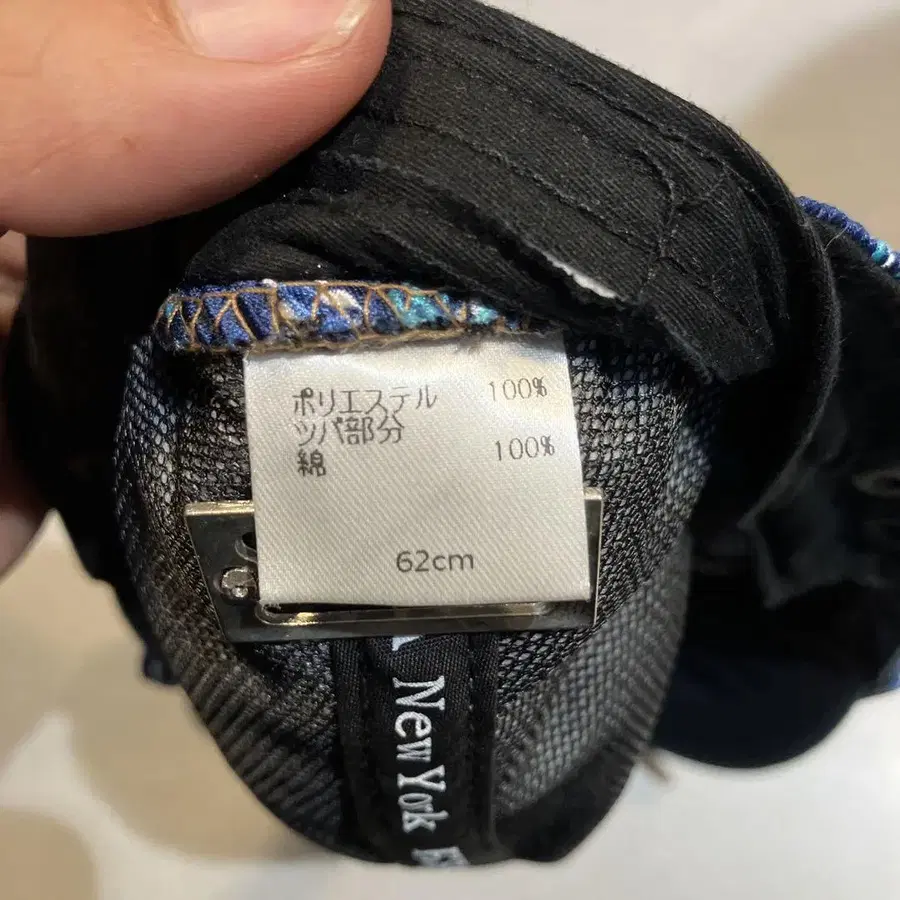 ポリエステル 100%
ツバ部分
綿 100%
62cm
New York